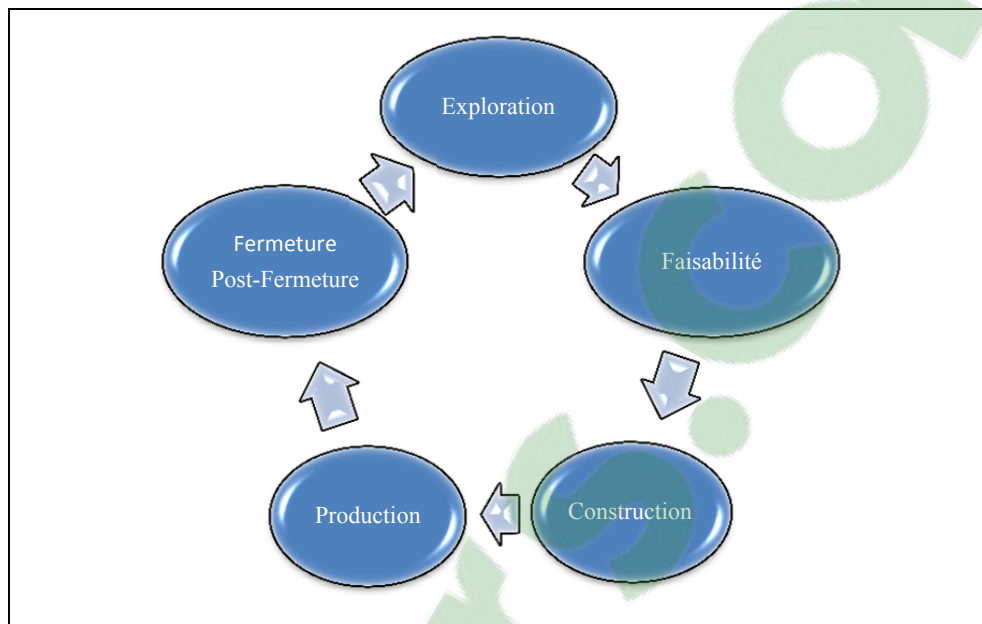 Exploration
Faisabilité
Construction
Production
Fermeture
Post-Fermeture